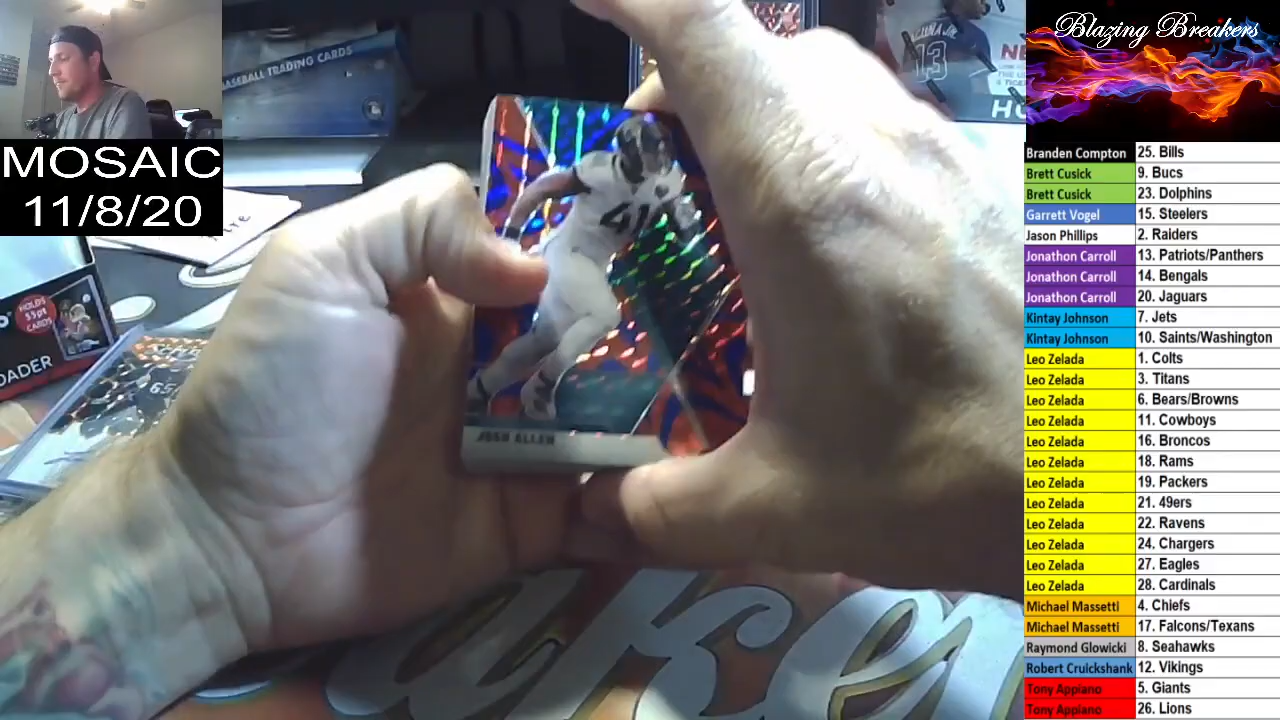 BASEBALL TRADING CARDS
13
Blazing Breakers
MOSAIC
11/8/20
41
JOSH ALLEN
HOLDS
55pt
CARDS
Branden Compton 25. Bills
Brett Cusick 9. Bucs
Brett Cusick 23. Dolphins
Garrett Vogel 15. Steelers
Jason Phillips 2. Raiders
Jonathon Carroll 13. Patriots/Panthers
Jonathon Carroll 14. Bengals
Jonathon Carroll 20. Jaguars
Kintay Johnson 7. Jets
Kintay Johnson 10. Saints/Washington
Leo Zelada 1. Colts
Leo Zelada 3. Titans
Leo Zelada 6. Bears/Browns
Leo Zelada 11. Cowboys
Leo Zelada 16. Broncos
Leo Zelada 18. Rams
Leo Zelada 19. Packers
Leo Zelada 21. 49ers
Leo Zelada 22. Ravens
Leo Zelada 24. Chargers
Leo Zelada 27. Eagles
Leo Zelada 28. Cardinals
Michael Massetti 4. Chiefs
Michael Massetti 17. Falcons/Texans
Raymond Glowicki 8. Seahawks
Robert Cruickshank 12. Vikings
Tony Appiano 5. Giants
Tony Appiano 26. Lions